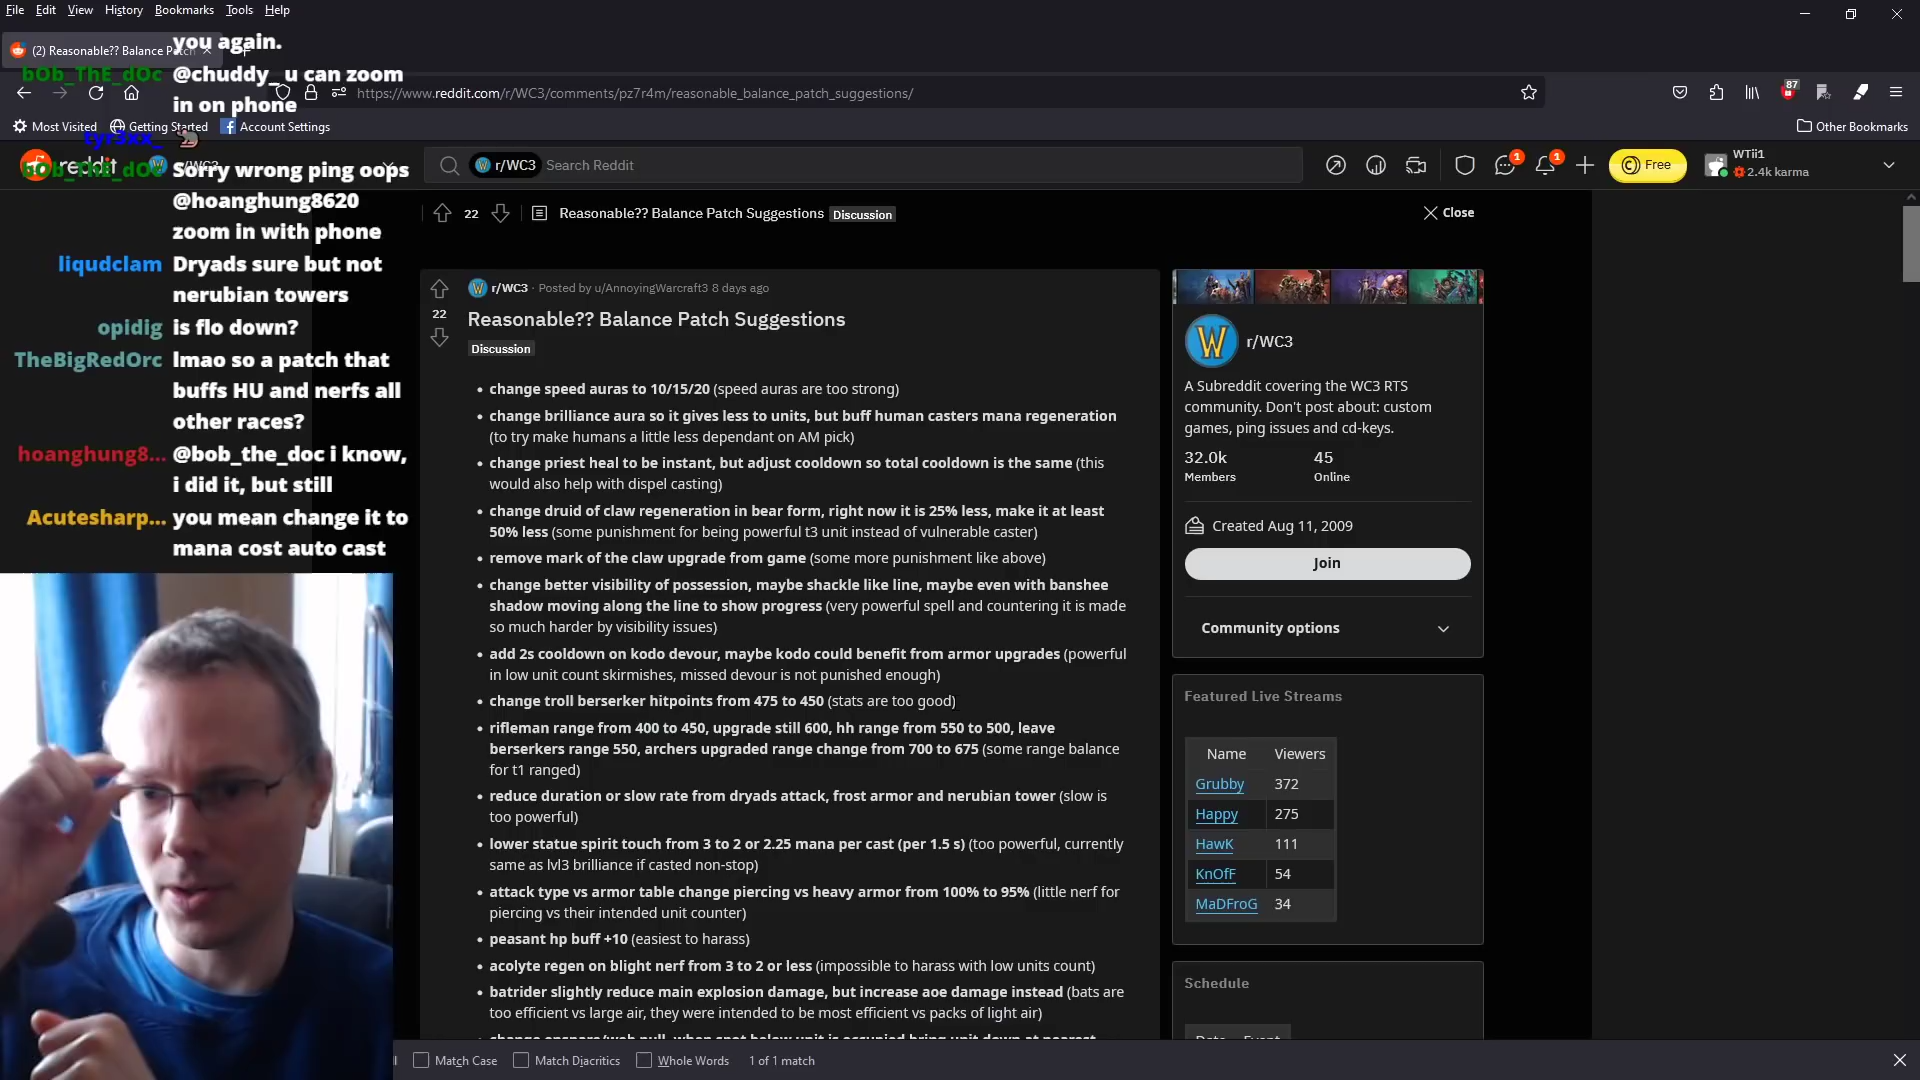 File Edit View History Bookmarks Tools Help
(2) Reasonable?? Balance Patch
you again.
bOb_ThE_dOc @chuddy_ u can zoom
in on phone
https://www.reddit.com/r/WC3/comments/pz7r4m/reasonable_balance_patch_suggestions/
87
Most Visited Getting Started Account Settings
Other Bookmarks
tyr3xx_
reddit
bOb_ThE_dOc Sorry wrong ping oops
@hoanghung8620
zoom in with phone
liqudclam Dryads sure but not
nerubian towers
opidig is flo down?
TheBigRedOrc lmao so a patch that
buffs HU and nerfs all
other races?
hoanghung8... @bob_the_doc i know,
i did it, but still
Acutesharp... you mean change it to
mana cost auto cast
r/WC3 Search Reddit
1 1
Free
WTii1
2.4k karma
22 Reasonable?? Balance Patch Suggestions Discussion
Close
r/WC3 · Posted by u/AnnoyingWarcraft3 8 days ago
22
Reasonable?? Balance Patch Suggestions
Discussion
• change speed auras to 10/15/20 (speed auras are too strong)
• change brilliance aura so it gives less to units, but buff human casters mana regeneration
(to try make humans a little less dependant on AM pick)
• change priest heal to be instant, but adjust cooldown so total cooldown is the same (this
would also help with dispel casting)
• change druid of claw regeneration in bear form, right now it is 25% less, make it at least
50% less (some punishment for being powerful t3 unit instead of vulnerable caster)
• remove mark of the claw upgrade from game (some more punishment like above)
• change better visibility of possession, maybe shackle like line, maybe even with banshee
shadow moving along the line to show progress (very powerful spell and countering it is made
so much harder by visibility issues)
• add 2s cooldown on kodo devour, maybe kodo could benefit from armor upgrades (powerful
in low unit count skirmishes, missed devour is not punished enough)
• change troll berserker hitpoints from 475 to 450 (stats are too good)
• rifleman range from 400 to 450, upgrade still 600, hh range from 550 to 500, leave
berserkers range 550, archers upgraded range change from 700 to 675 (some range balance
for t1 ranged)
• reduce duration or slow rate from dryads attack, frost armor and nerubian tower (slow is
too powerful)
• lower statue spirit touch from 3 to 2 or 2.25 mana per cast (per 1.5 s) (too powerful, currently
same as lvl3 brilliance if casted non-stop)
• attack type vs armor table change piercing vs heavy armor from 100% to 95% (little nerf for
piercing vs their intended unit counter)
• peasant hp buff +10 (easiest to harass)
• acolyte regen on blight nerf from 3 to 2 or less (impossible to harass with low units count)
• batrider slightly reduce main explosion damage, but increase aoe damage instead (bats are
too efficient vs large air, they were intended to be most efficient vs packs of light air)
r/WC3
A Subreddit covering the WC3 RTS
community. Don't post about: custom
games, ping issues and cd-keys.
32.0k 45
Members Online
Created Aug 11, 2009
Join
Community options
Featured Live Streams
Name Viewers
Grubby 372
Happy 275
HawK 111
KnOfF 54
MaDFroG 34
Schedule
Match Case Match Diacritics Whole Words 1 of 1 match